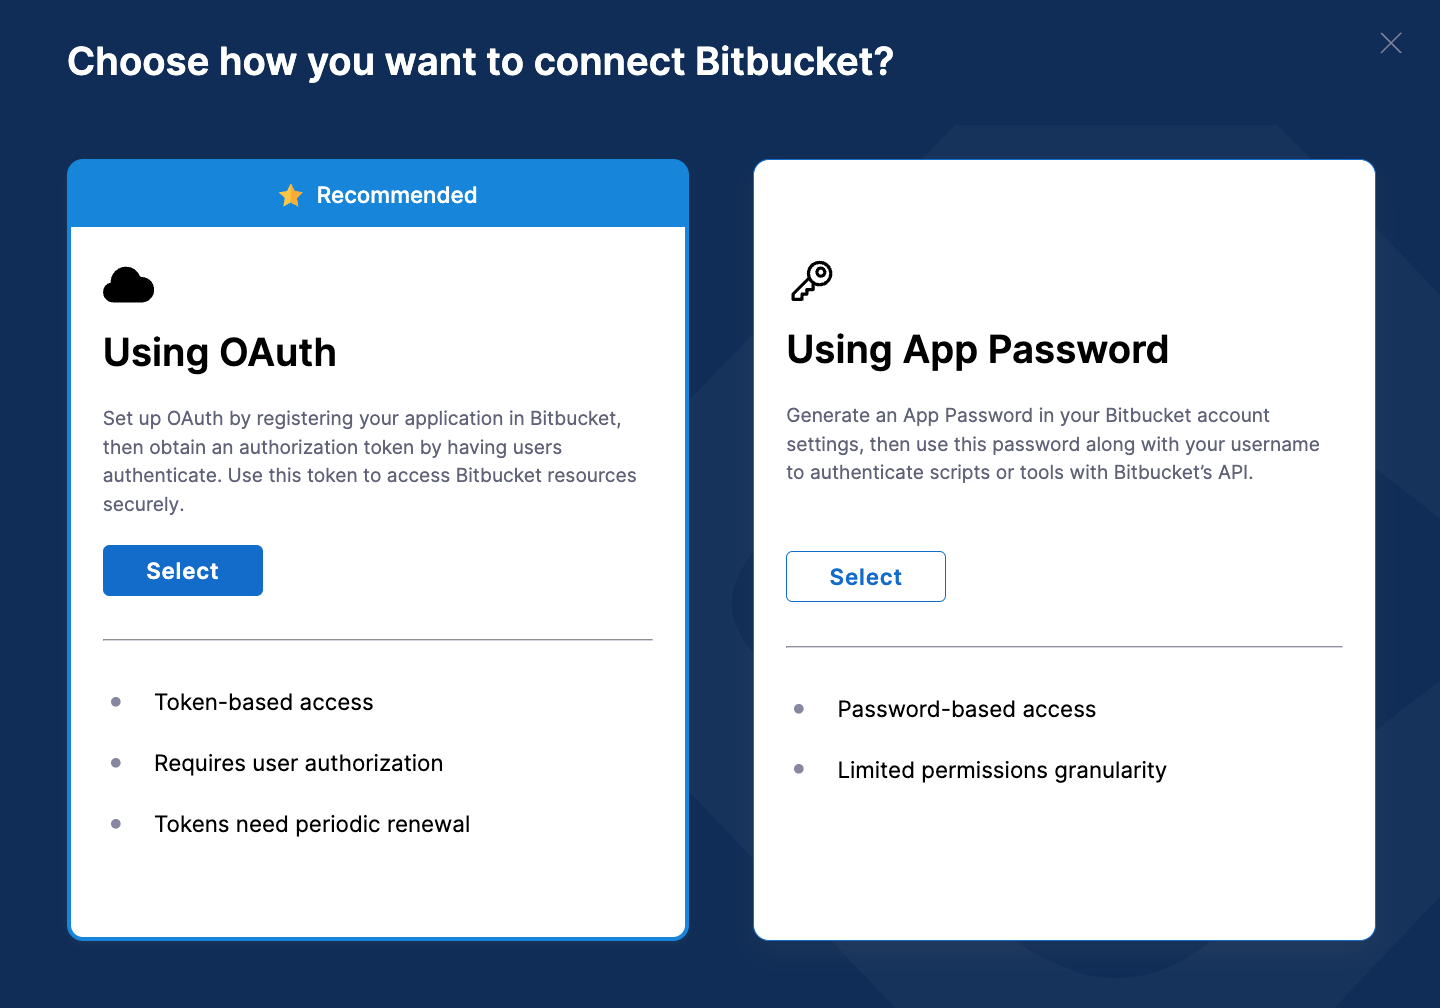 Choose how you want to connect Bitbucket?
Recommended
Using OAuth
Set up OAuth by registering your application in Bitbucket,
then obtain an authorization token by having users
authenticate. Use this token to access Bitbucket resources
securely.
Select
Token-based access
Requires user authorization
Tokens need periodic renewal
Using App Password
Generate an App Password in your Bitbucket account
settings, then use this password along with your username
to authenticate scripts or tools with Bitbucket’s API.
Select
Password-based access
Limited permissions granularity